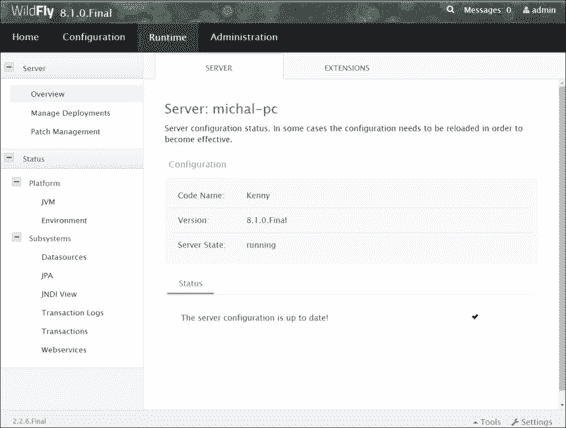 WildFly 8.1.0.Final Messages: 0 admin
Home Configuration Runtime Administration
Server
Overview
Manage Deployments
Patch Management
Status
Platform
JVM
Environment
Subsystems
Datasources
JPA
JNDI View
Transaction Logs
Transactions
Webservices
SERVER EXTENSIONS
Server: michal-pc
Server configuration status. In some cases the configuration needs to be reloaded in order to
become effective.
Configuration
Code Name: Kenny
Version: 8.1.0.Final
Server State: running
Status
The server configuration is up to date!
2.2.6.Final Tools Settings